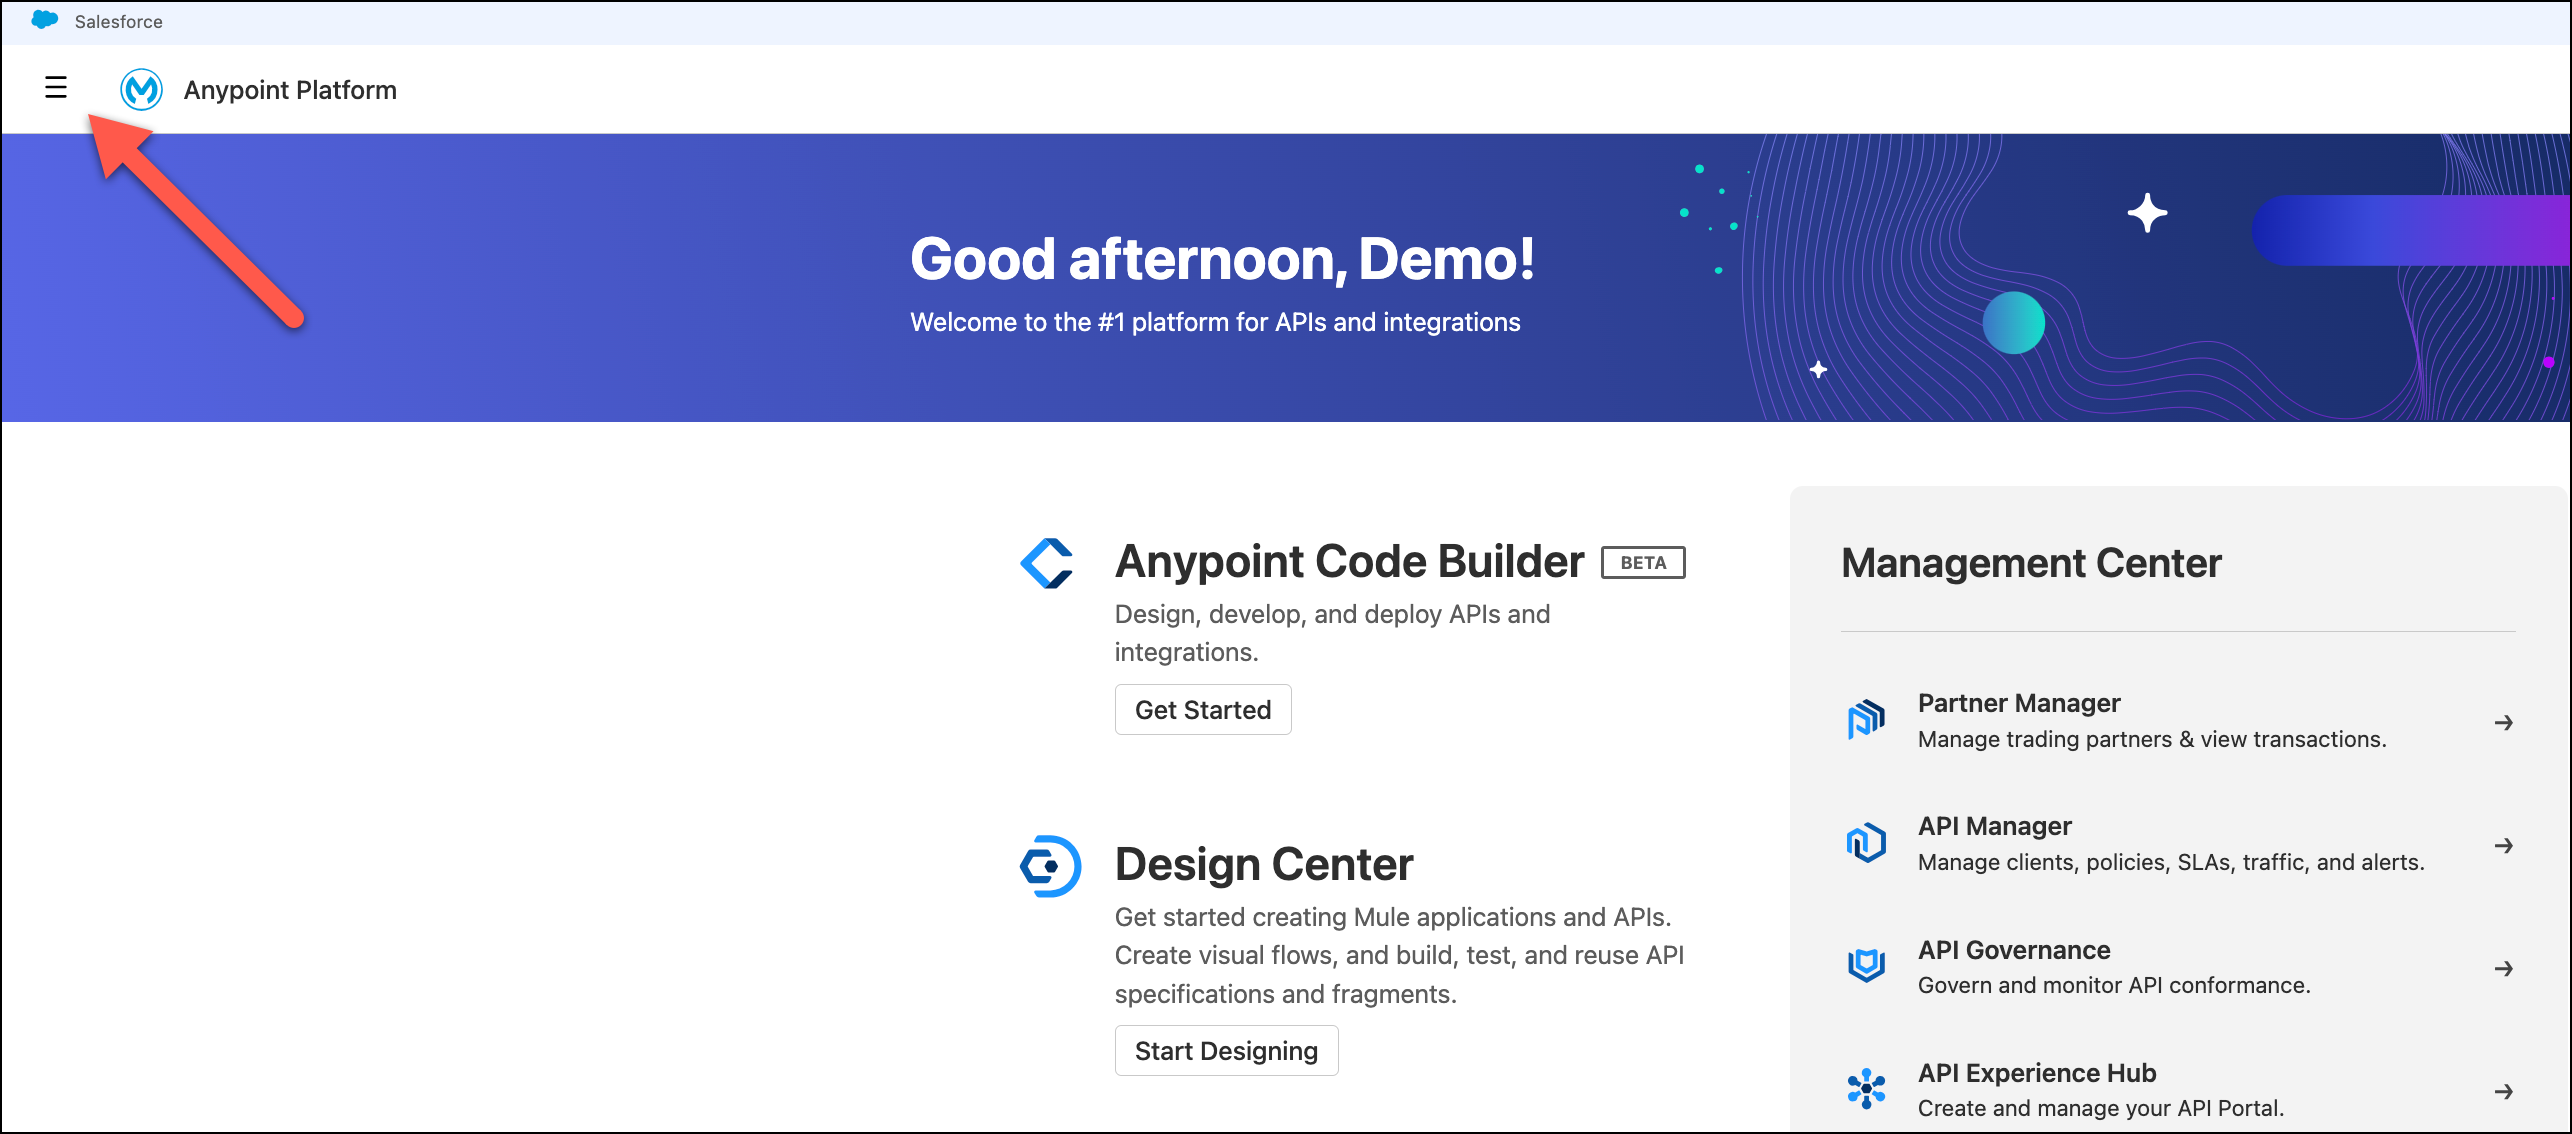 Salesforce
Anypoint Platform
Good afternoon, Demo!
Welcome to the #1 platform for APIs and integrations
Anypoint Code Builder BETA
Design, develop, and deploy APIs and
integrations.
Get Started
Design Center
Get started creating Mule applications and APIs.
Create visual flows, and build, test, and reuse API
specifications and fragments.
Start Designing
Management Center
Partner Manager
Manage trading partners & view transactions.
API Manager
Manage clients, policies, SLAs, traffic, and alerts.
API Governance
Govern and monitor API conformance.
API Experience Hub
Create and manage your API Portal.